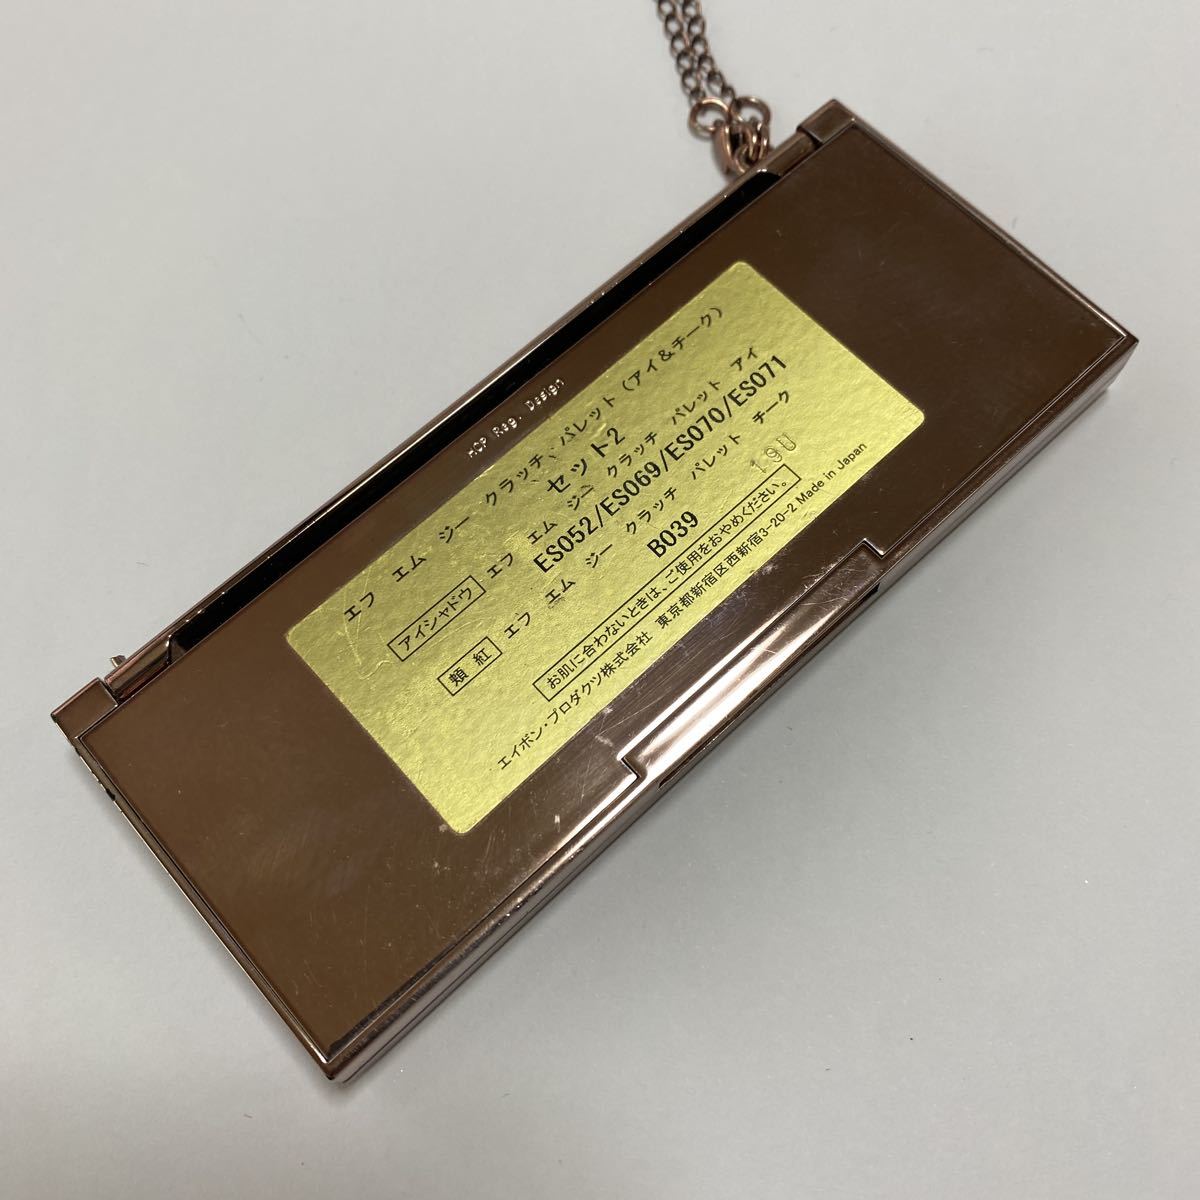 HCP Reg. Design
エフ エム ジー クラッチ パレット (アイ&チーク)
セット2
アイシャドウ エフ エム ジー クラッチ パレット アイ
ES052/ES069/ES070/ES071
頬紅 エフ エム ジー クラッチ パレット チーク
B039
19U
お肌に合わないときは、ご使用をおやめください。
エイボン・プロダクツ株式会社 東京都新宿区西新宿3-20-2 Made in Japan